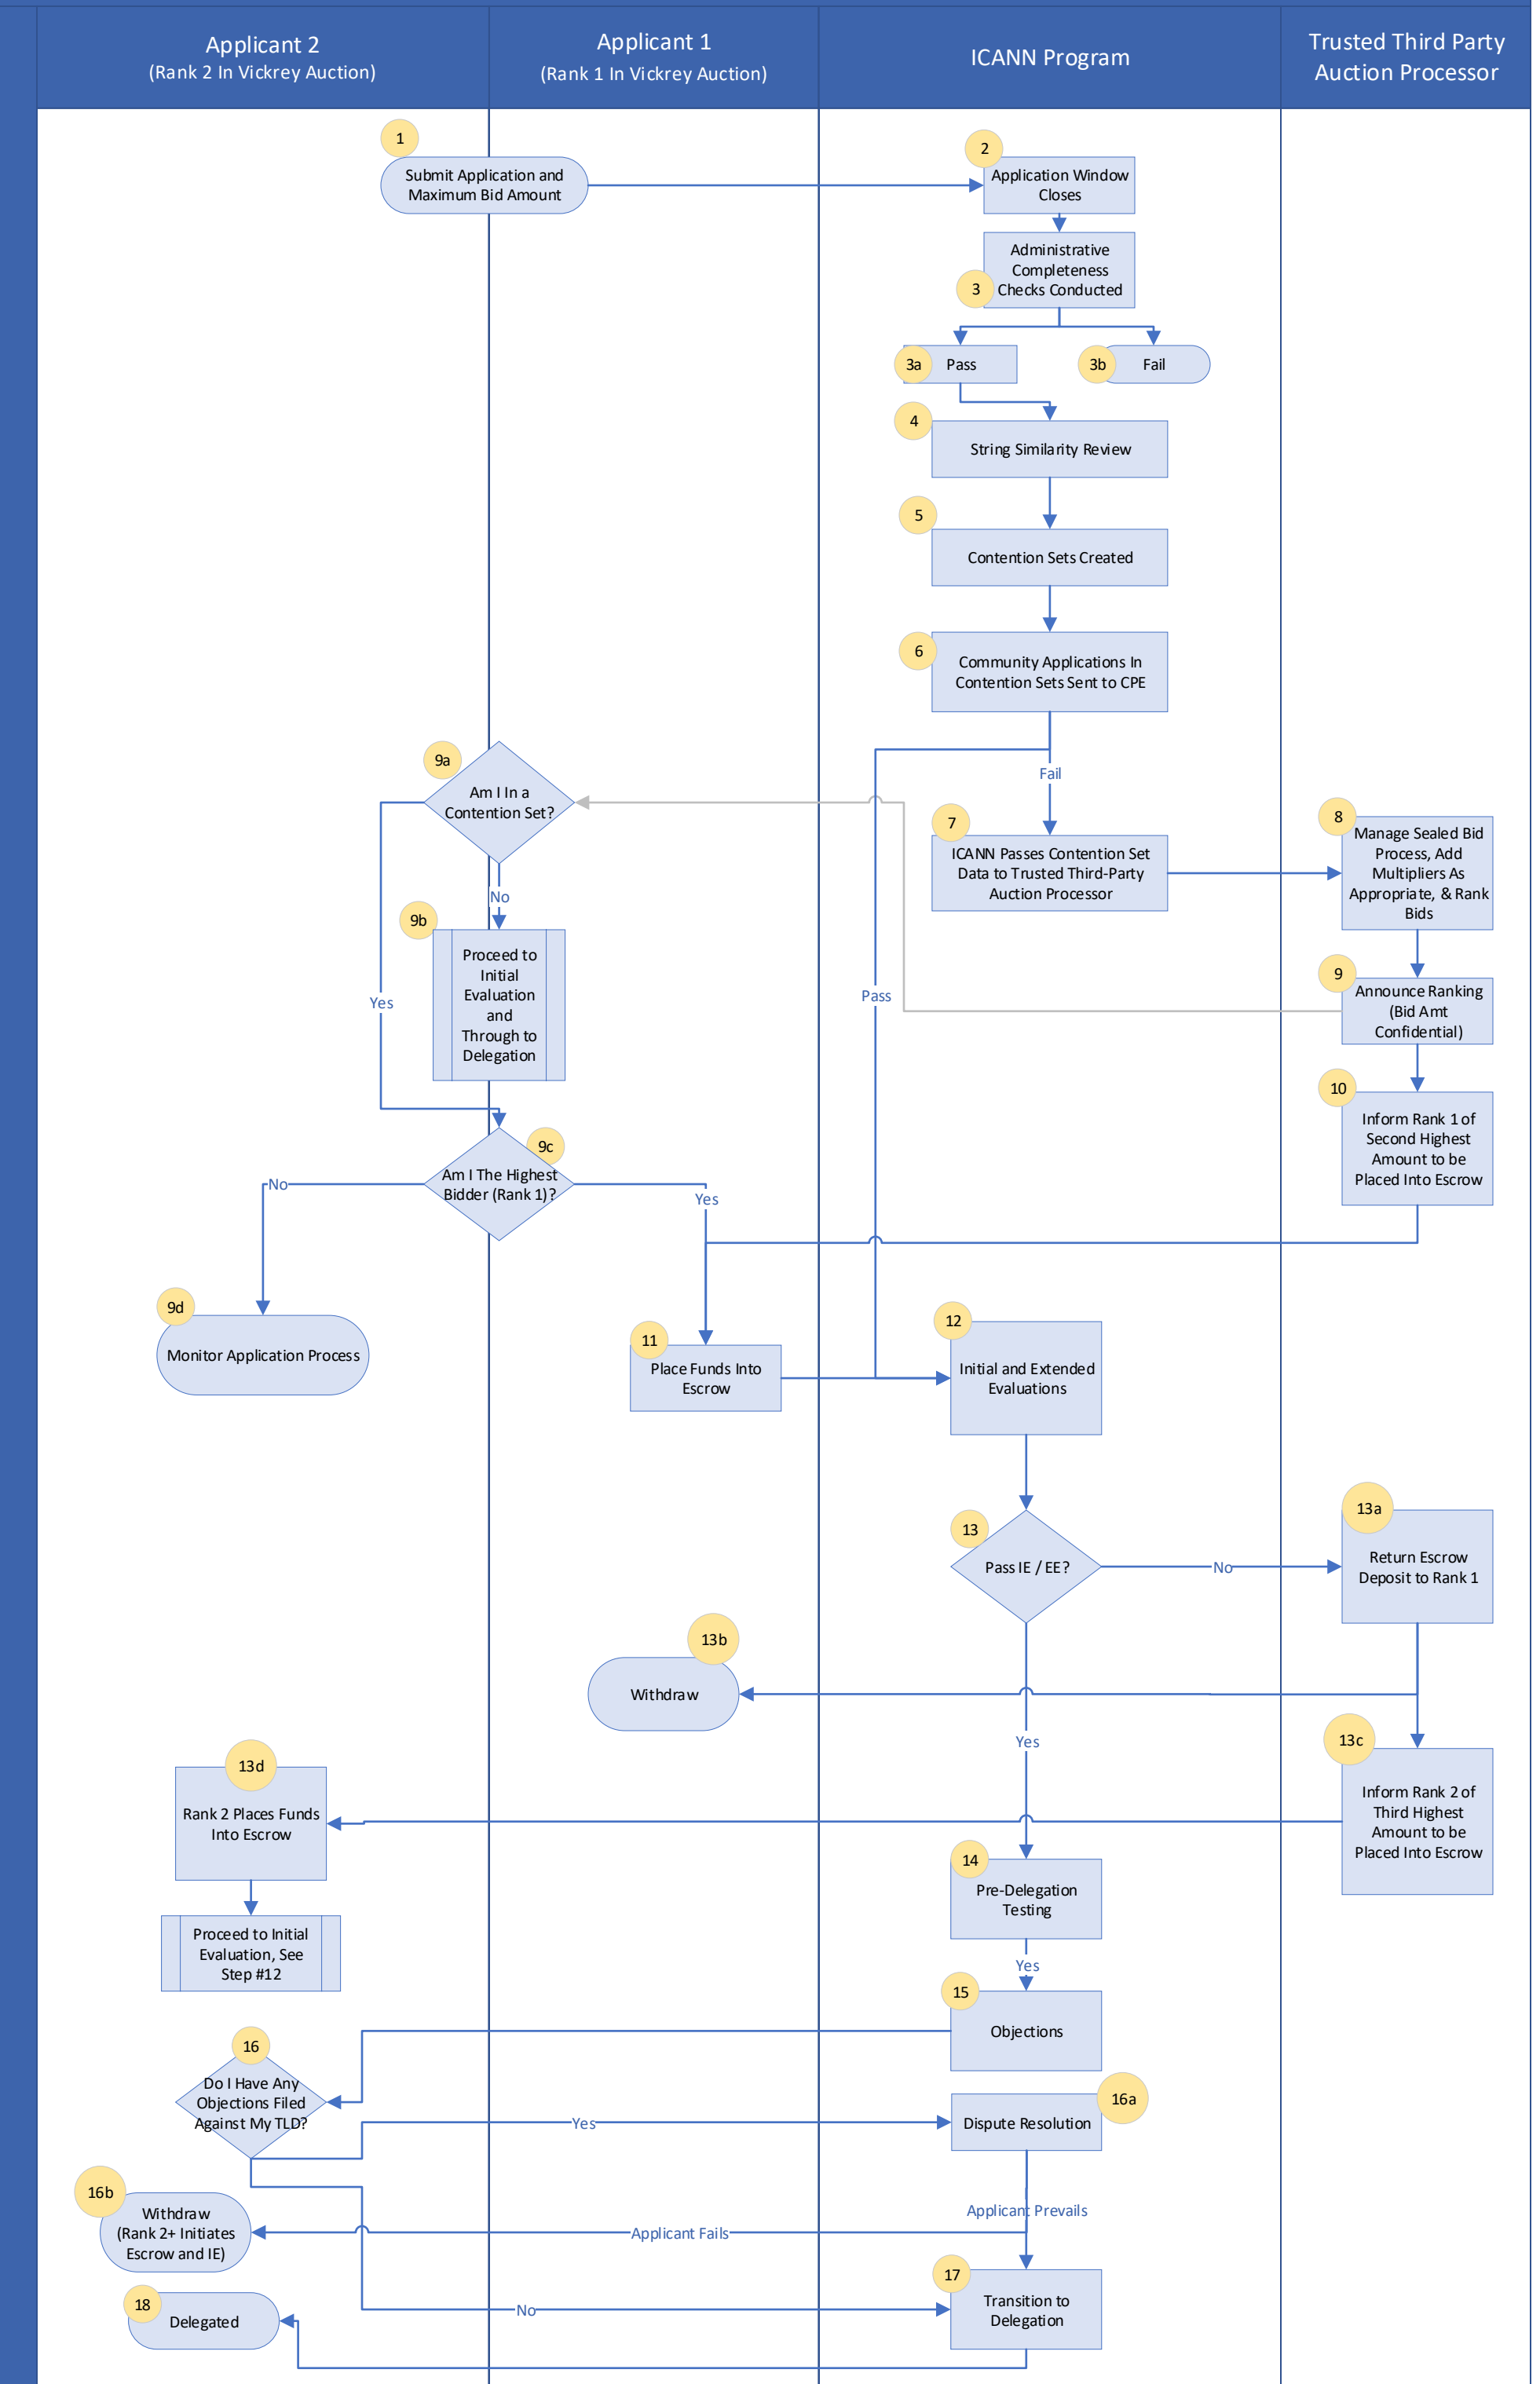 Applicant 2
(Rank 2 In Vickrey Auction)
Applicant 1
(Rank 1 In Vickrey Auction)
ICANN Program
Trusted Third Party
Auction Processor
1
Submit Application and
Maximum Bid Amount
2
Application Window
Closes
3
Administrative
Completeness
Checks Conducted
3a
Pass
3b
Fail
4
String Similarity Review
5
Contention Sets Created
6
Community Applications In
Contention Sets Sent to CPE
Fail
Pass
7
ICANN Passes Contention Set
Data to Trusted Third-Party
Auction Processor
8
Manage Sealed Bid
Process, Add
Multipliers As
Appropriate, & Rank
Bids
9
Announce Ranking
(Bid Amt
Confidential)
9a
Am I In a
Contention Set?
No
Yes
9b
Proceed to
Initial
Evaluation
and
Through to
Delegation
9c
Am I The Highest
Bidder (Rank 1)?
No
Yes
9d
Monitor Application Process
10
Inform Rank 1 of
Second Highest
Amount to be
Placed Into Escrow
11
Place Funds Into
Escrow
12
Initial and Extended
Evaluations
13
Pass IE / EE?
No
Yes
13a
Return Escrow
Deposit to Rank 1
13b
Withdraw
13c
Inform Rank 2 of
Third Highest
Amount to be
Placed Into Escrow
13d
Rank 2 Places Funds
Into Escrow
Proceed to Initial
Evaluation, See
Step #12
14
Pre-Delegation
Testing
Yes
15
Objections
16
Do I Have Any
Objections Filed
Against My TLD?
Yes
No
16a
Dispute Resolution
Applicant Prevails
Applicant Fails
16b
Withdraw
(Rank 2+ Initiates
Escrow and IE)
17
Transition to
Delegation
18
Delegated